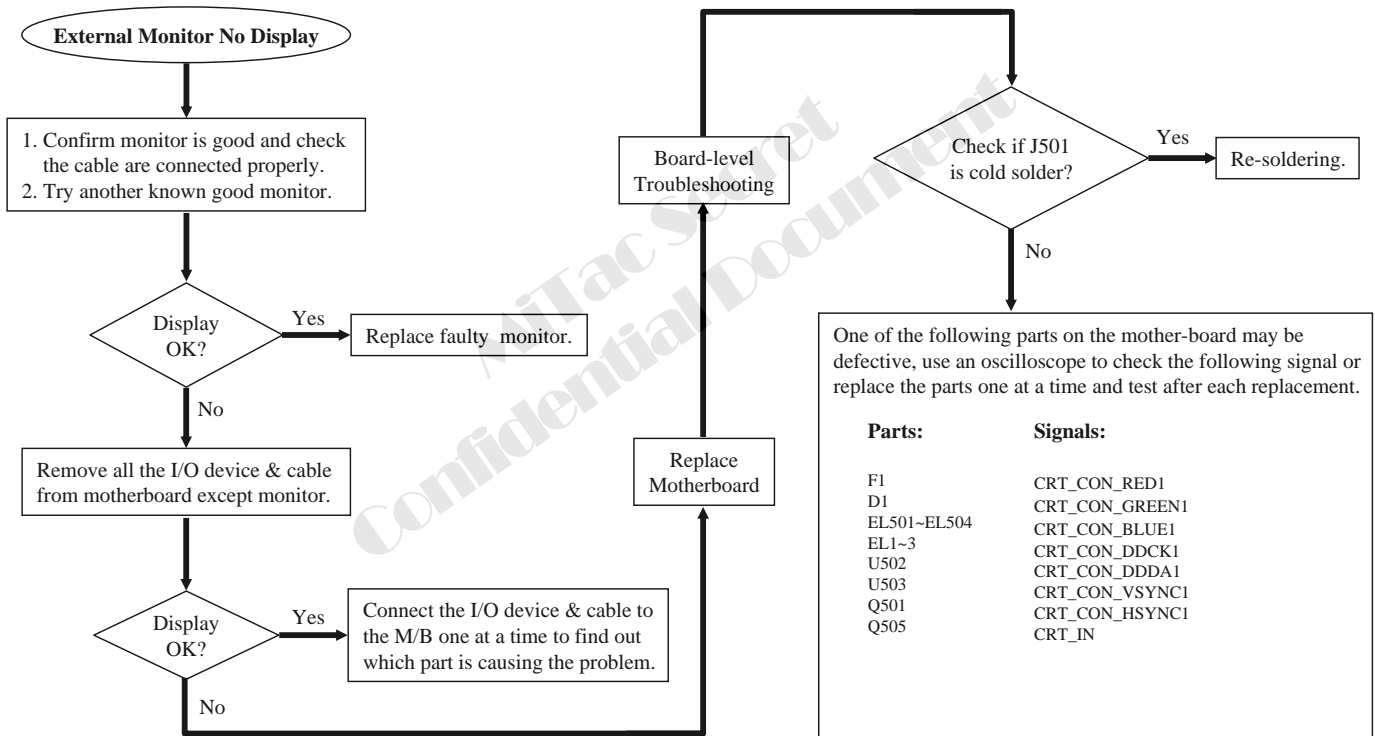 External Monitor No Display
1. Confirm monitor is good and check
the cable are connected properly.
2. Try another known good monitor.
Display
OK?
Yes
Replace faulty monitor.
No
Remove all the I/O device & cable
from motherboard except monitor.
Display
OK?
Yes
Connect the I/O device & cable to
the M/B one at a time to find out
which part is causing the problem.
No
Replace
Motherboard
Board-level
Troubleshooting
Check if J501
is cold solder?
Yes
Re-soldering.
No
One of the following parts on the mother-board may be
defective, use an oscilloscope to check the following signal or
replace the parts one at a time and test after each replacement.
Parts:
F1
D1
EL501~EL504
EL1~3
U502
U503
Q501
Q505
Signals:
CRT_CON_RED1
CRT_CON_GREEN1
CRT_CON_BLUE1
CRT_CON_DDCK1
CRT_CON_DDDA1
CRT_CON_VSYNC1
CRT_CON_HSYNC1
CRT_IN
MiTac Secret
Confidential Document